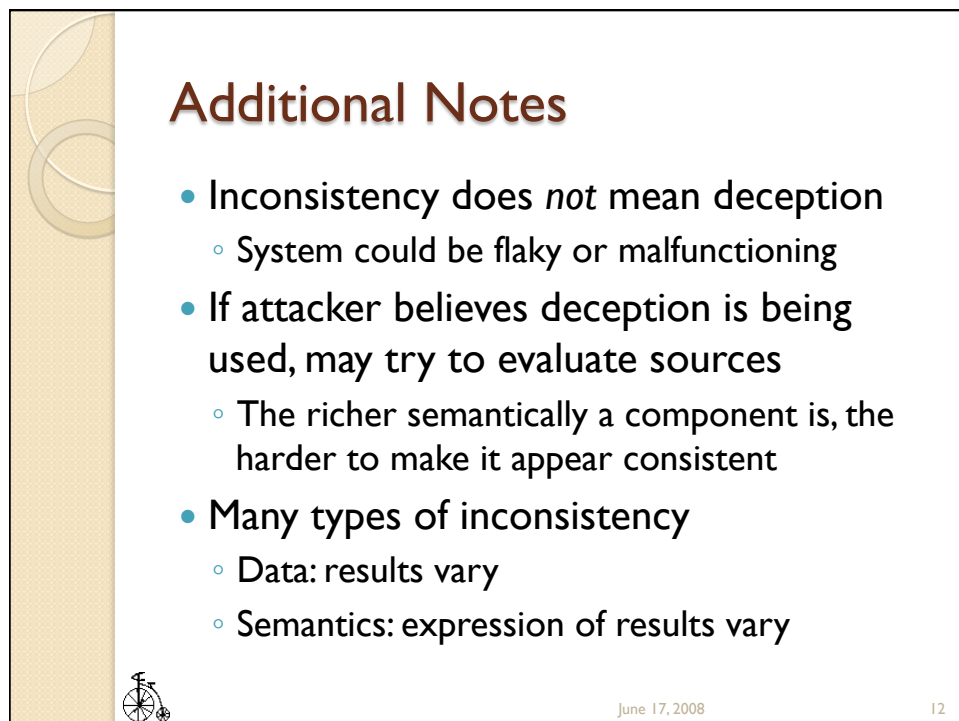 Additional Notes
• Inconsistency does not mean deception
◦ System could be flaky or malfunctioning
• If attacker believes deception is being
used, may try to evaluate sources
◦ The richer semantically a component is, the
harder to make it appear consistent
• Many types of inconsistency
◦ Data: results vary
◦ Semantics: expression of results vary
June 17, 2008 12